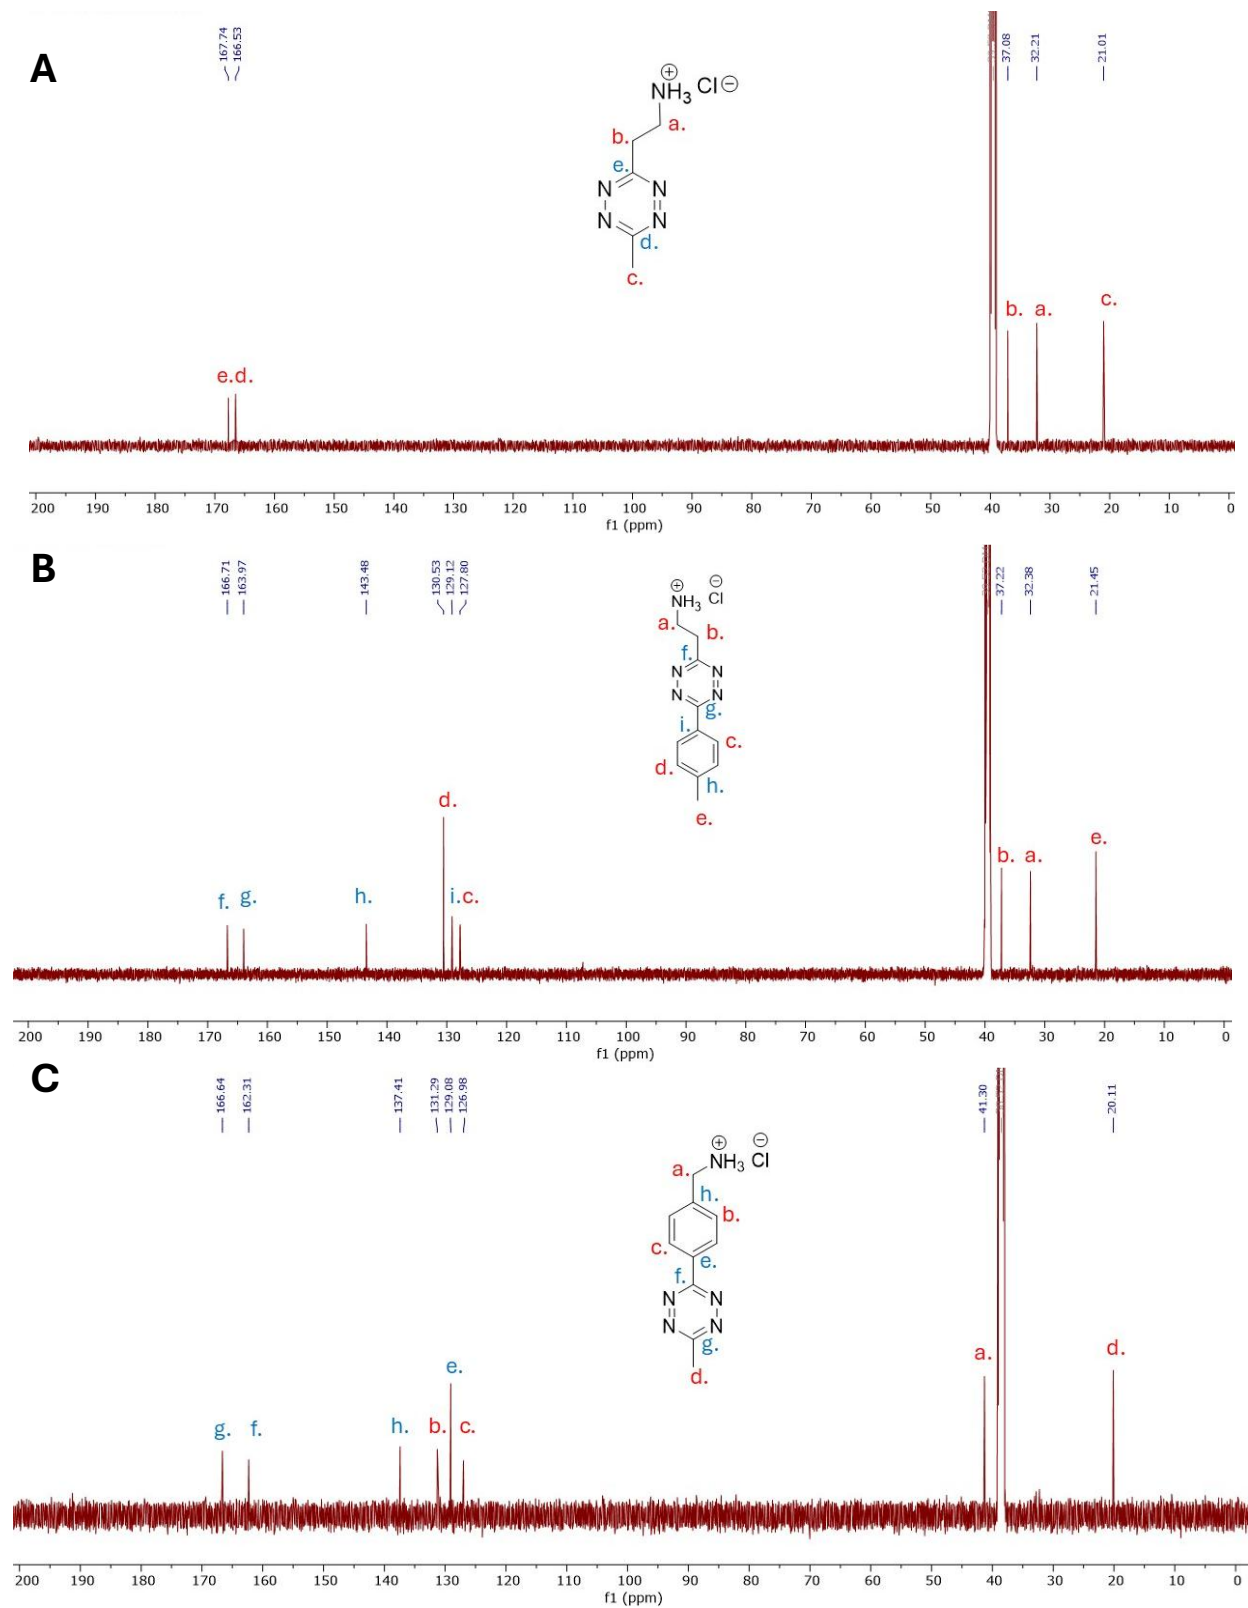 A
167.74
166.53
37.08
32.21
21.01
NH3 Cl
+
−
a.
b.
e.
N N
N N
d.
c.
e.d.
b. a. c.
200 190 180 170 160 150 140 130 120 110 100 90 80 70 60 50 40 30 20 10 0
f1 (ppm)
B
166.71
163.97
143.48
130.53
129.12
127.80
37.22
32.38
21.45
+
−
NH3 Cl
a.
b.
f.
N N
N N
g.
i.
c.
d.
h.
e.
f. g. h. d. i. c. b. a. e.
200 190 180 170 160 150 140 130 120 110 100 90 80 70 60 50 40 30 20 10 0
f1 (ppm)
C
166.64
162.31
137.41
131.29
129.08
126.98
41.30
20.11
+
−
a. NH3 Cl
h.
b.
c.
e.
f.
N N
N N
g.
d.
g. f. h. b. e. c. a. d.
200 190 180 170 160 150 140 130 120 110 100 90 80 70 60 50 40 30 20 10 0
f1 (ppm)